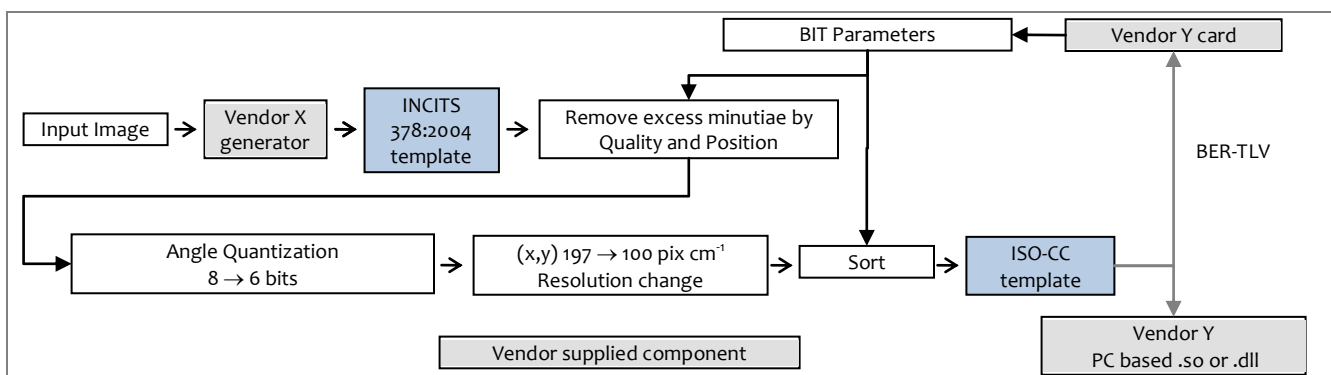 BIT Parameters
Vendor Y card
Input Image
Vendor X
generator
INCITS
378:2004
template
Remove excess minutiae by
Quality and Position
BER-TLV
Angle Quantization
8 → 6 bits
(x,y) 197 → 100 pix cm⁻¹
Resolution change
Sort
ISO-CC
template
Vendor supplied component
Vendor Y
PC based .so or .dll